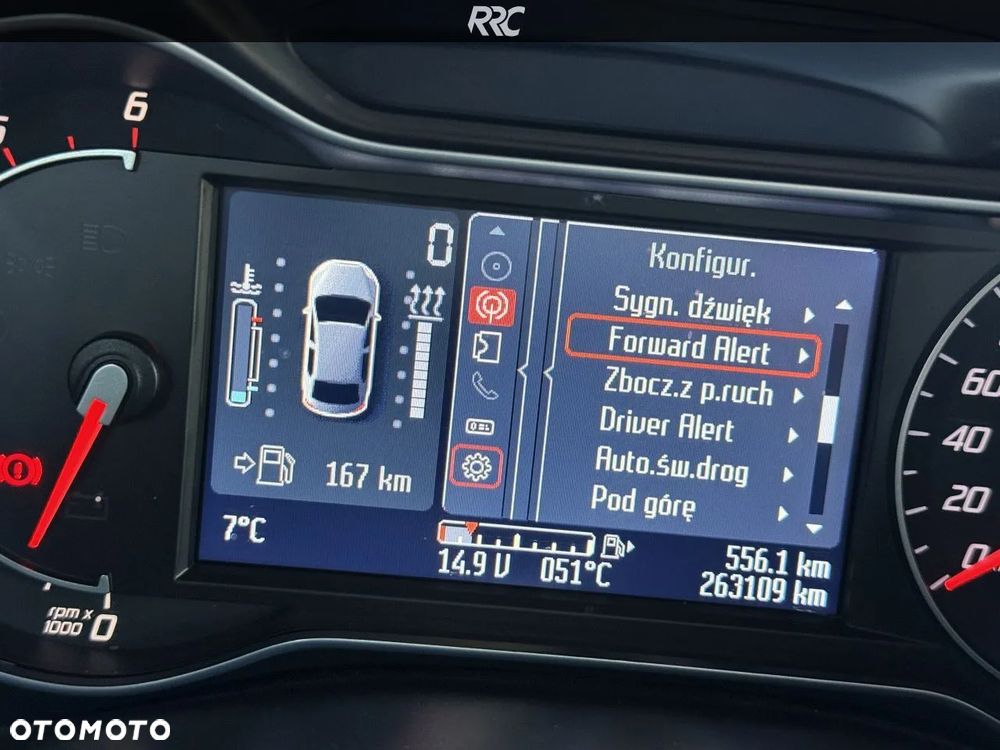 RRC
5
6
0
Konfigur.
Sygn. dźwięk
Forward Alert
Zbocz.z p.ruch
Driver Alert
Auto.św.drog
Pod górę
167 km
7°C
14.9 V 051°C
556.1 km
263109 km
60
40
20
0
rpm x
1000 0
OTOMOTO